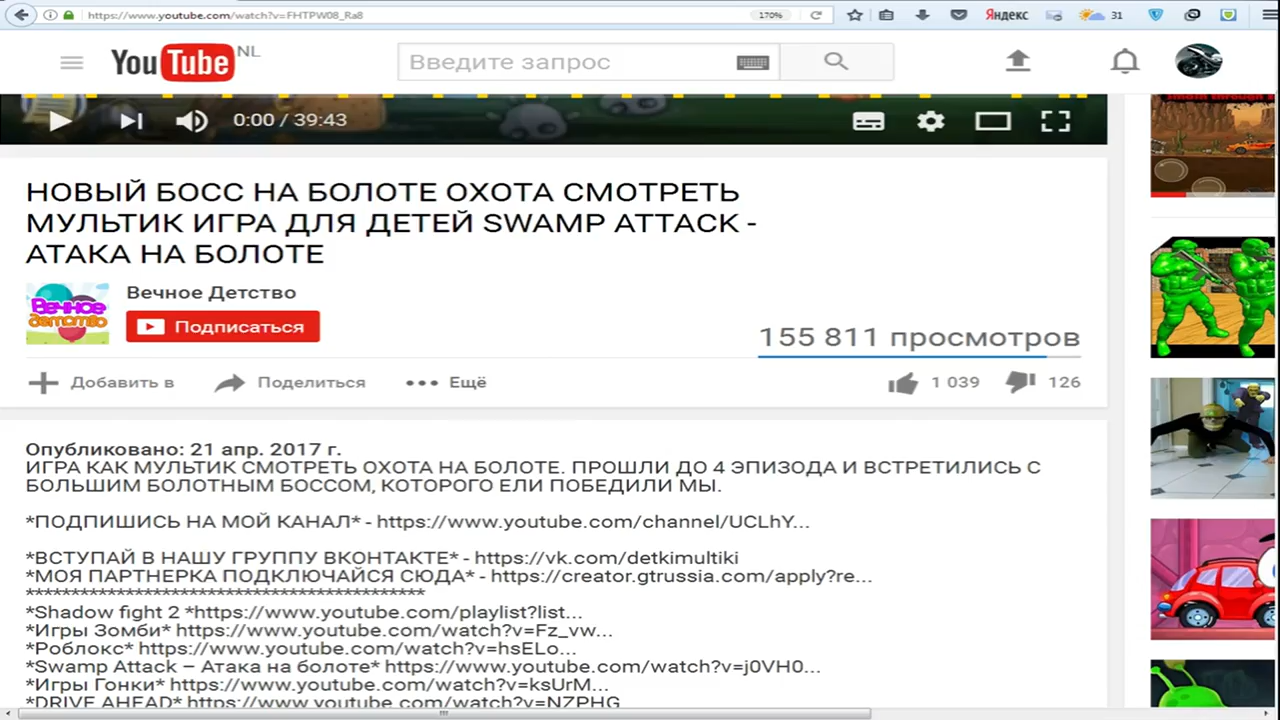 https://www.youtube.com/watch?v=FHTPW08_Ra8
170%
Яндекс
31
YouTube NL
Введите запрос
0:00 / 39:43
НОВЫЙ БОСС НА БОЛОТЕ ОХОТА СМОТРЕТЬ
МУЛЬТИК ИГРА ДЛЯ ДЕТЕЙ SWAMP ATTACK -
АТАКА НА БОЛОТЕ
Вечное Детство
Вечное
детство
Подписаться
155 811 просмотров
Добавить в
Поделиться
Ещё
1 039
126
Опубликовано: 21 апр. 2017 г.
ИГРА КАК МУЛЬТИК СМОТРЕТЬ ОХОТА НА БОЛОТЕ. ПРОШЛИ ДО 4 ЭПИЗОДА И ВСТРЕТИЛИСЬ С
БОЛЬШИМ БОЛОТНЫМ БОССОМ, КОТОРОГО ЕЛИ ПОБЕДИЛИ МЫ.
*ПОДПИШИСЬ НА МОЙ КАНАЛ* - https://www.youtube.com/channel/UCLhY...
*ВСТУПАЙ В НАШУ ГРУППУ ВКОНТАКТЕ* - https://vk.com/detkimultiki
*МОЯ ПАРТНЕРКА ПОДКЛЮЧАЙСЯ СЮДА* - https://creator.gtrussia.com/apply?re...
********************************************
*Shadow fight 2 *https://www.youtube.com/playlist?list...
*Игры Зомби* https://www.youtube.com/watch?v=Fz_vw...
*Роблокс* https://www.youtube.com/watch?v=hsELo...
*Swamp Attack – Атака на болоте* https://www.youtube.com/watch?v=j0VH0...
*Игры Гонки* https://www.youtube.com/watch?v=ksUrM...
*DRIVE AHEAD* https://www.youtube.com/watch?v=NZPHG